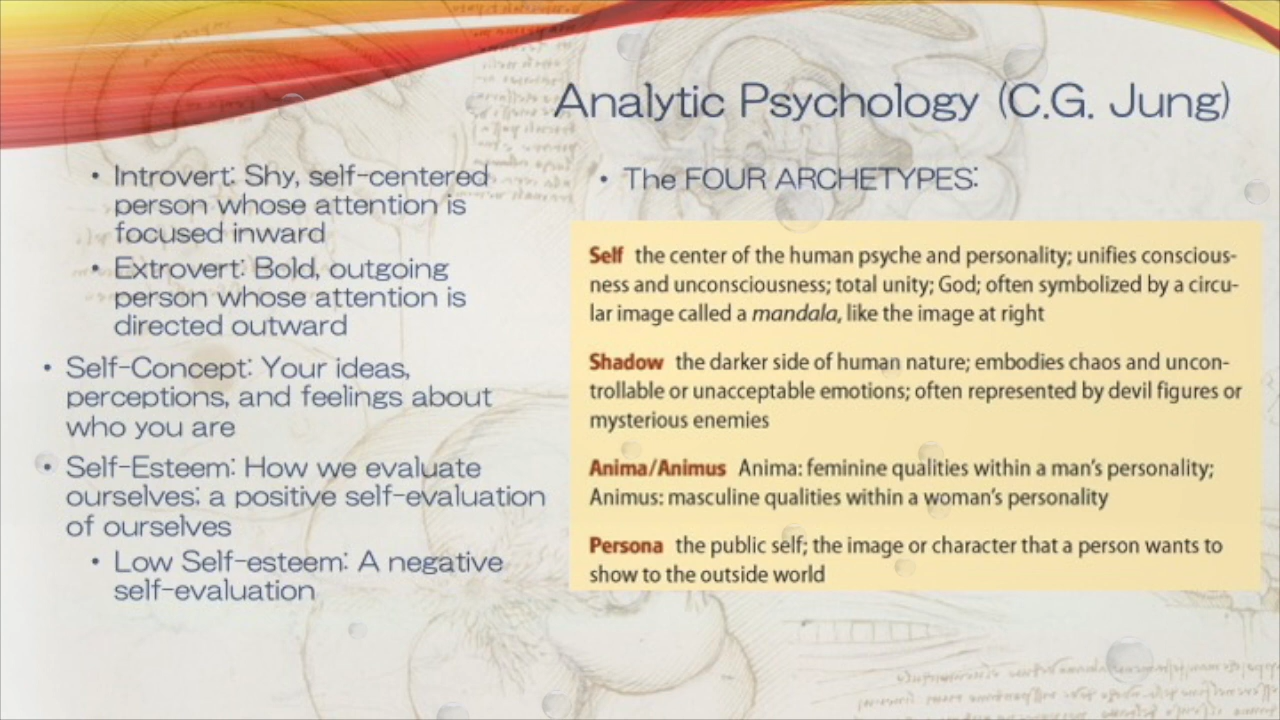 Analytic Psychology (C.G. Jung)
• Introvert: Shy, self-centered
person whose attention is
focused inward
• Extrovert: Bold, outgoing
person whose attention is
directed outward
• Self-Concept: Your ideas,
perceptions, and feelings about
who you are
• Self-Esteem: How we evaluate
ourselves; a positive self-evaluation
of ourselves
• Low Self-esteem: A negative
self-evaluation
• The FOUR ARCHETYPES:
Self the center of the human psyche and personality; unifies conscious-
ness and unconsciousness; total unity; God; often symbolized by a circu-
lar image called a mandala, like the image at right
Shadow the darker side of human nature; embodies chaos and uncon-
trollable or unacceptable emotions; often represented by devil figures or
mysterious enemies
Anima/Animus Anima: feminine qualities within a man's personality;
Animus: masculine qualities within a woman's personality
Persona the public self; the image or character that a person wants to
show to the outside world